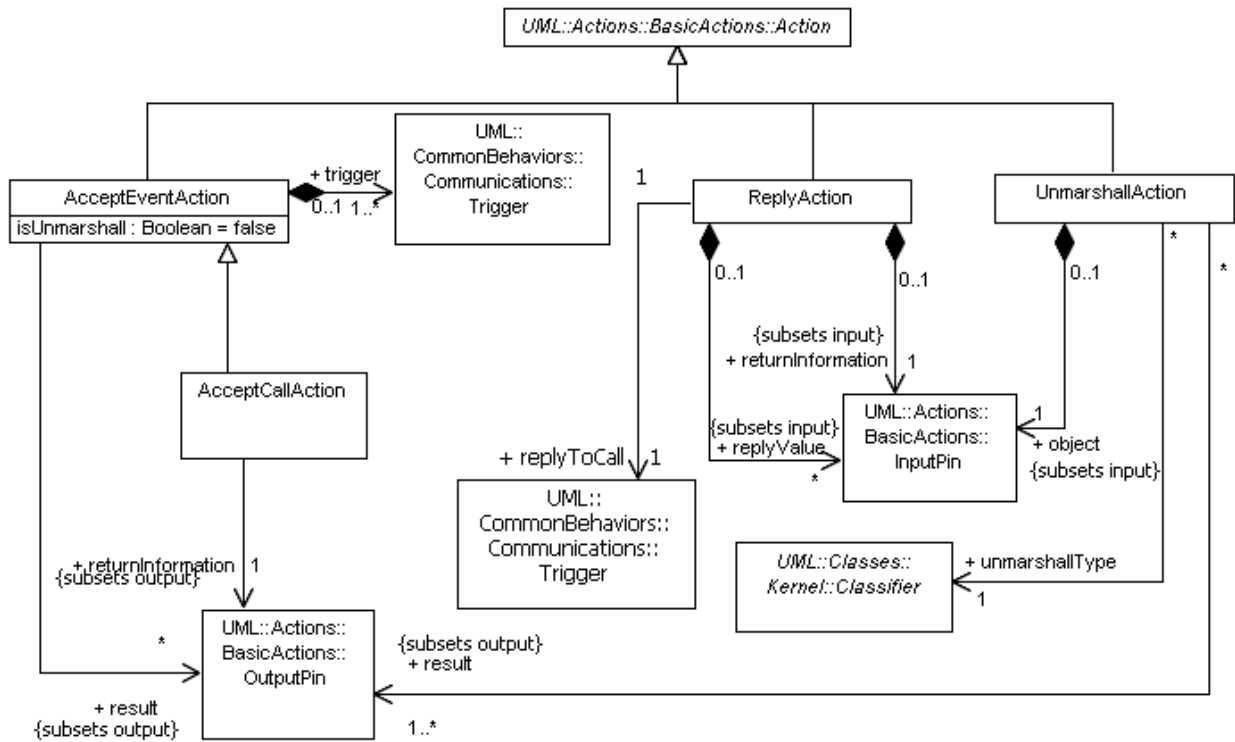 UML::Actions::BasicActions::Action
UML::
CommonBehaviors::
Communications::
Trigger
+ trigger
0..1
1..*
AcceptEventAction
isUnmarshall : Boolean = false
1
ReplyAction
UnmarshallAction
0..1
0..1
0..1
*
*
{subsets input}
+ returnInformation
1
AcceptCallAction
UML::Actions::
BasicActions::
InputPin
{subsets input}
+ replyValue
*
1
+ object
{subsets input}
+ replyToCall
1
UML::
CommonBehaviors::
Communications::
Trigger
+ returnInformation
{subsets output}
1
UML::Classes::
Kernel::Classifier
+ unmarshallType
1
*
UML::Actions::
BasicActions::
OutputPin
{subsets output}
+ result
+ result
{subsets output}
1..*